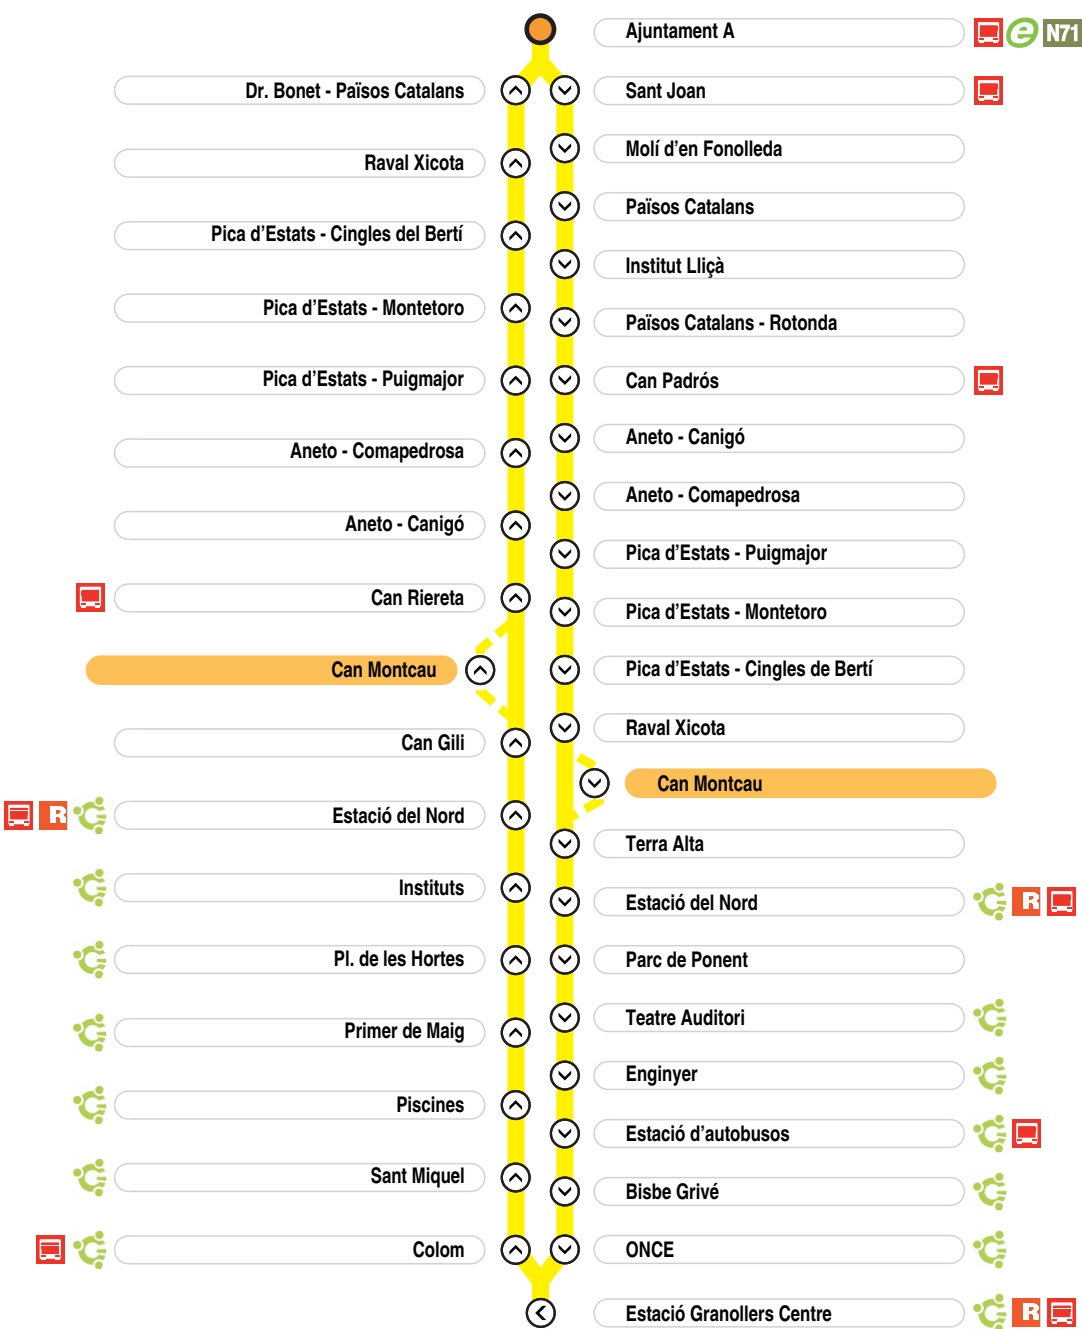 Ajuntament A
N71
Dr. Bonet - Països Catalans
Sant Joan
Molí d'en Fonolleda
Raval Xicota
Països Catalans
Pica d'Estats - Cingles del Bertí
Institut Lliçà
Pica d'Estats - Montetoro
Països Catalans - Rotonda
Pica d'Estats - Puigmajor
Can Padrós
Aneto - Canigó
Aneto - Comapedrosa
Aneto - Comapedrosa
Aneto - Canigó
Pica d'Estats - Puigmajor
Can Riereta
Pica d'Estats - Montetoro
Can Montcau
Pica d'Estats - Cingles de Bertí
Raval Xicota
Can Gili
Can Montcau
R
Estació del Nord
Terra Alta
Instituts
Estació del Nord
R
Pl. de les Hortes
Parc de Ponent
Teatre Auditori
Primer de Maig
Enginyer
Piscines
Estació d'autobusos
Sant Miquel
Bisbe Grivé
Colom
ONCE
Estació Granollers Centre
R